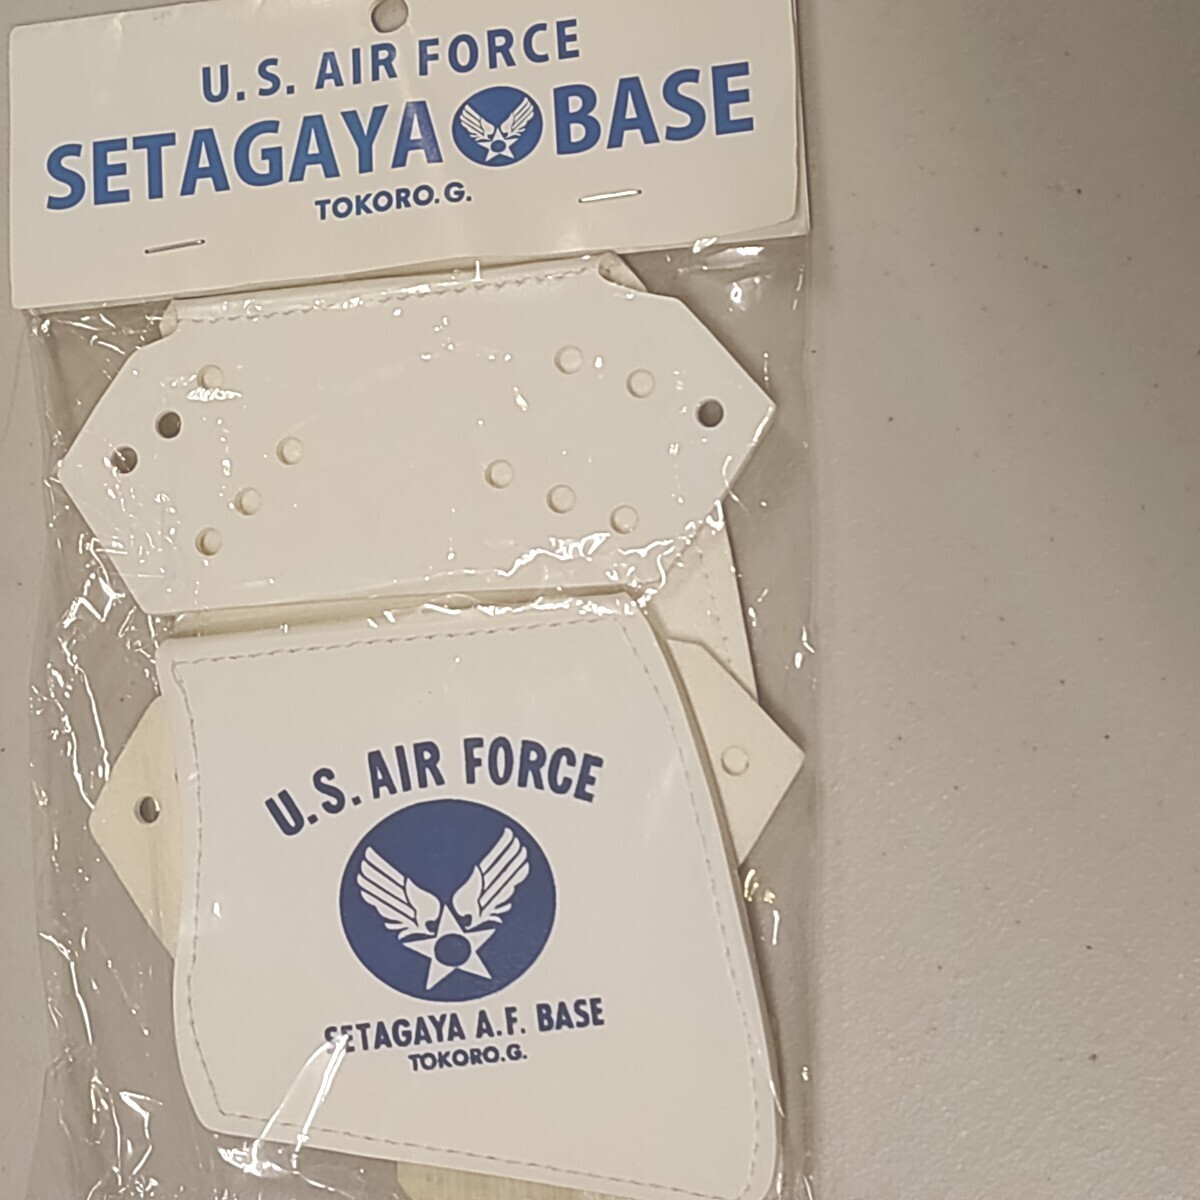 U.S. AIR FORCE
SETAGAYA BASE
TOKORO.G.
U.S. AIR FORCE
SETAGAYA A.F. BASE
TOKORO.G.